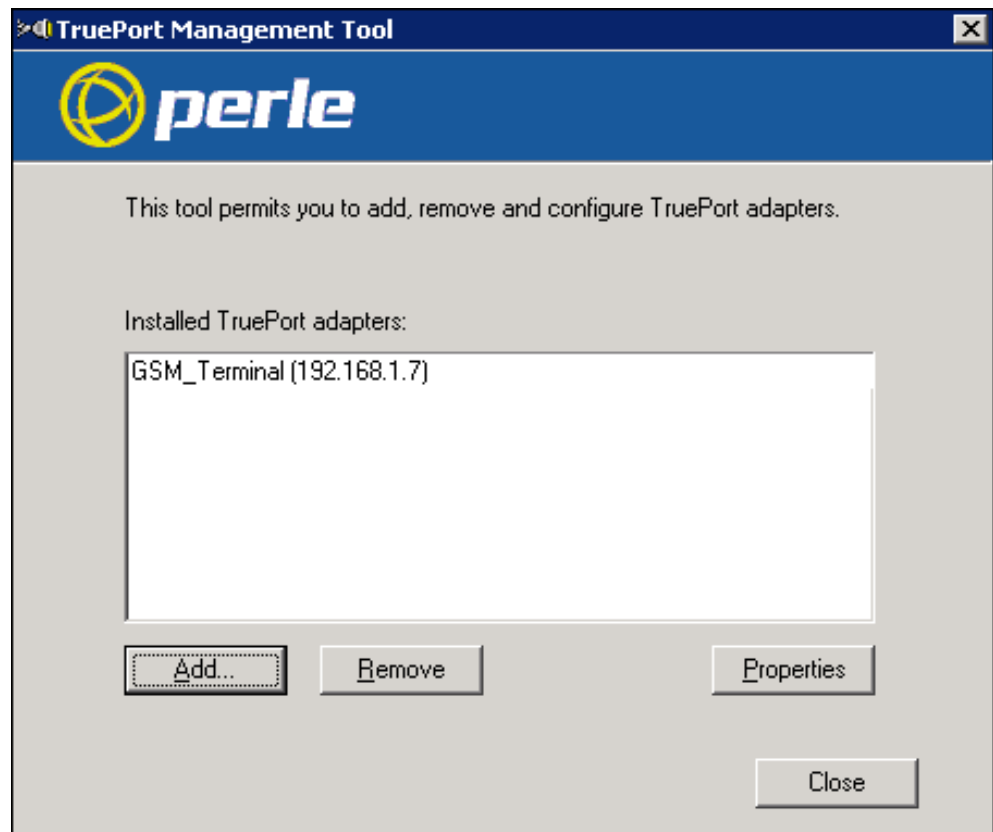 TruePort Management Tool
perle
This tool permits you to add, remove and configure TruePort adapters.
Installed TruePort adapters:
GSM_Terminal (192.168.1.7)
Add... Remove Properties
Close